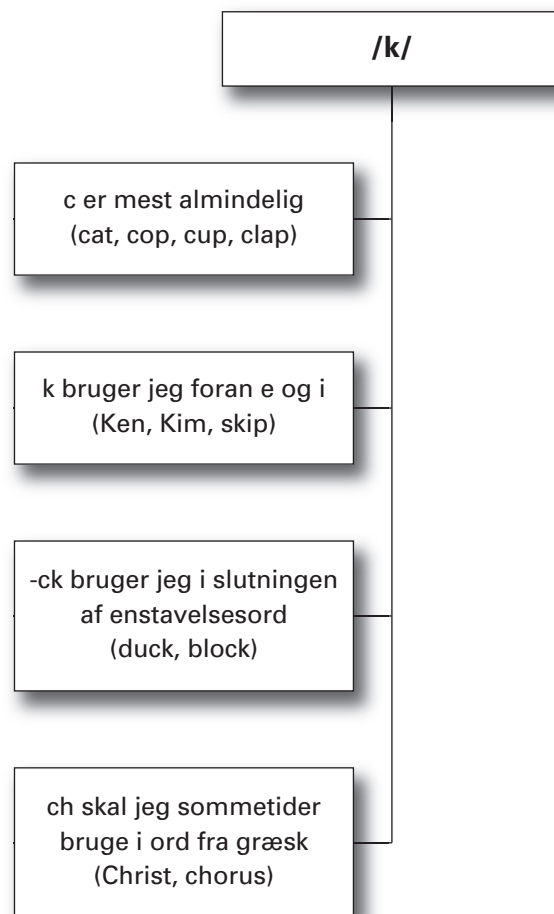 /k/
c er mest almindelig
(cat, cop, cup, clap)
k bruger jeg foran e og i
(Ken, Kim, skip)
-ck bruger jeg i slutningen
af enstavelsesord
(duck, block)
ch skal jeg sommetider
bruge i ord fra græsk
(Christ, chorus)